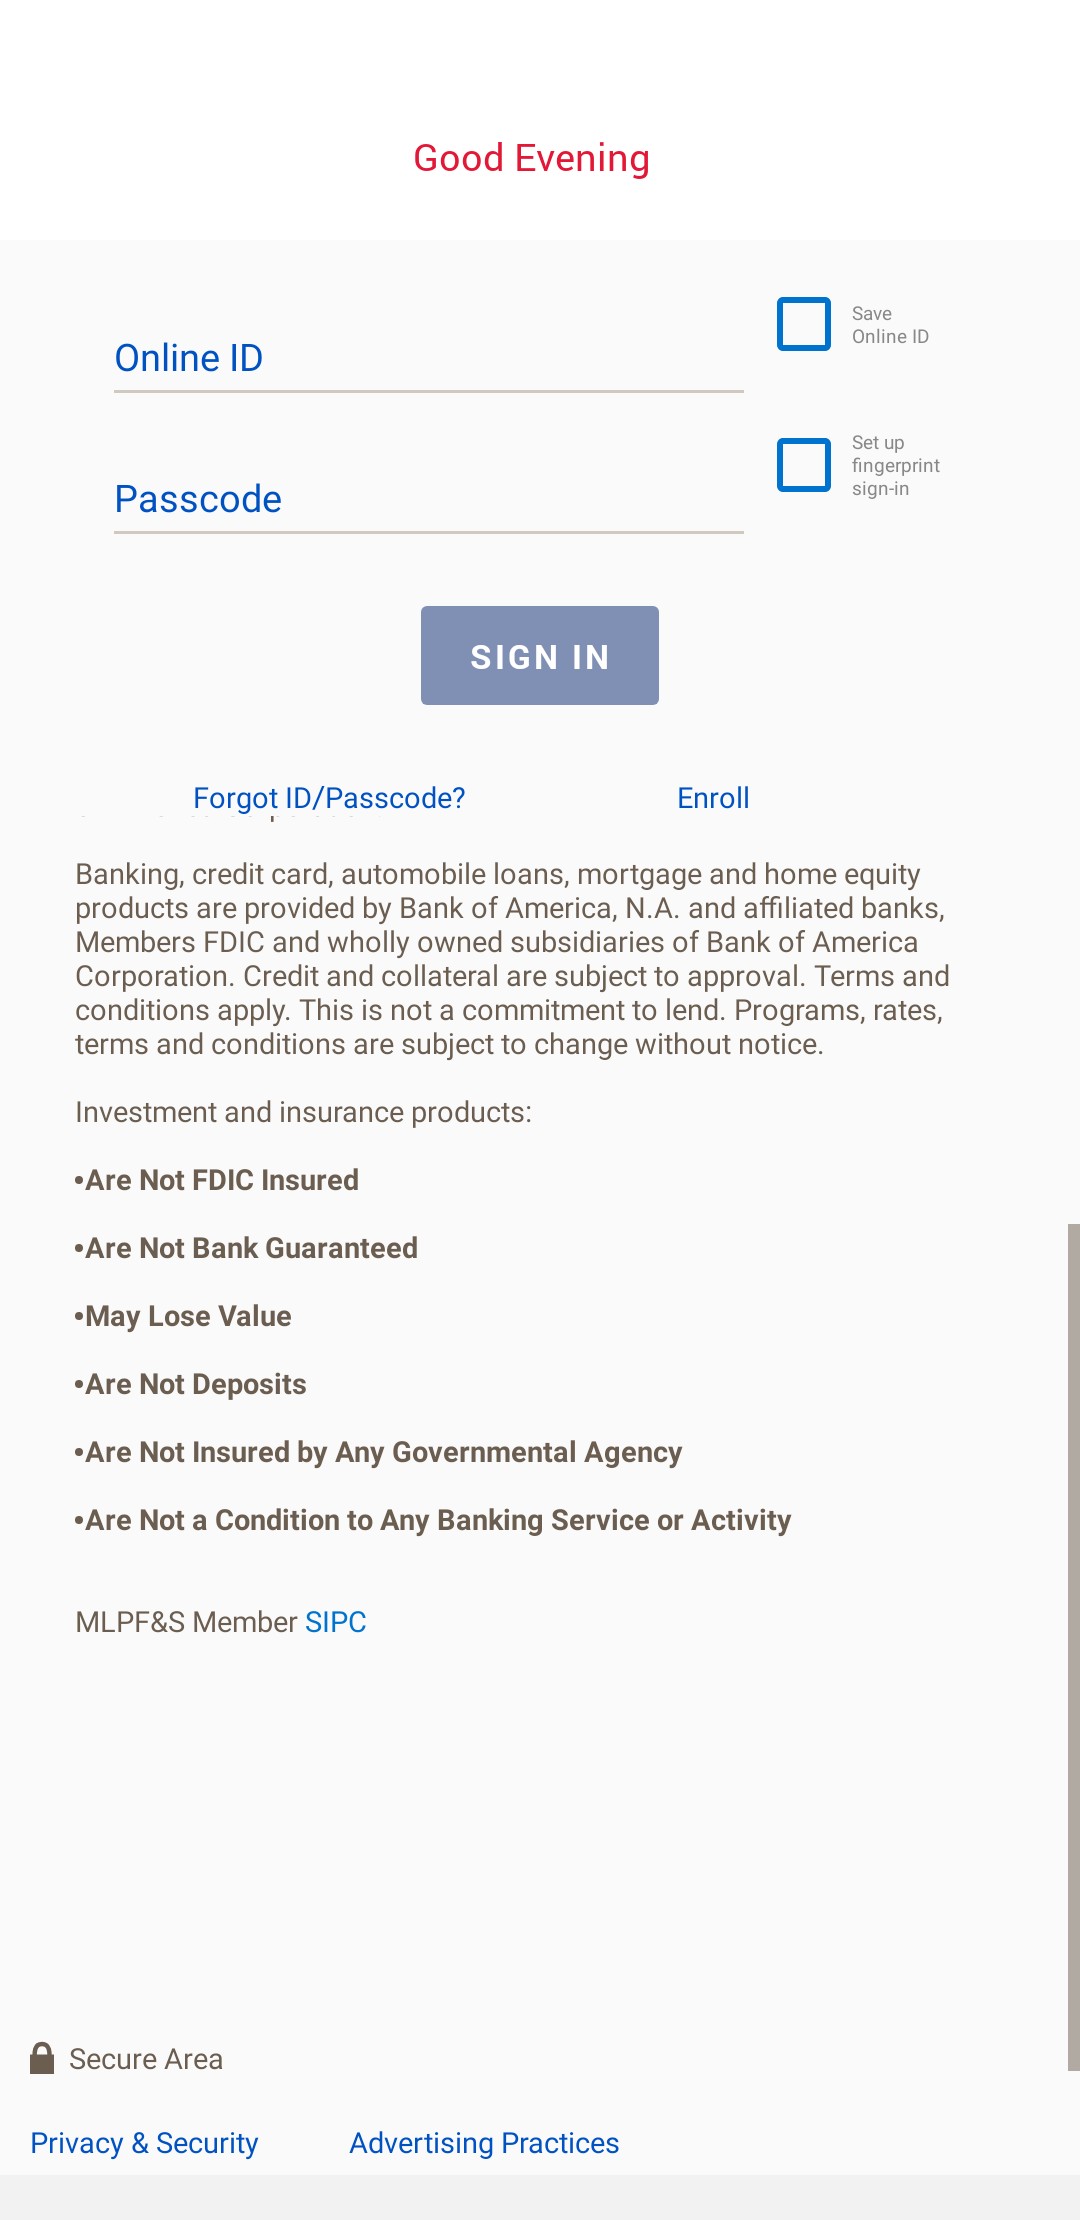 Good Evening
Save
Online ID
Online ID
Set up
fingerprint
sign-in
Passcode
SIGN IN
Forgot ID/Passcode? Enroll
Banking, credit card, automobile loans, mortgage and home equity
products are provided by Bank of America, N.A. and affiliated banks,
Members FDIC and wholly owned subsidiaries of Bank of America
Corporation. Credit and collateral are subject to approval. Terms and
conditions apply. This is not a commitment to lend. Programs, rates,
terms and conditions are subject to change without notice.
Investment and insurance products:
•Are Not FDIC Insured
•Are Not Bank Guaranteed
•May Lose Value
•Are Not Deposits
•Are Not Insured by Any Governmental Agency
•Are Not a Condition to Any Banking Service or Activity
MLPF&S Member SIPC
Secure Area
Privacy & Security Advertising Practices